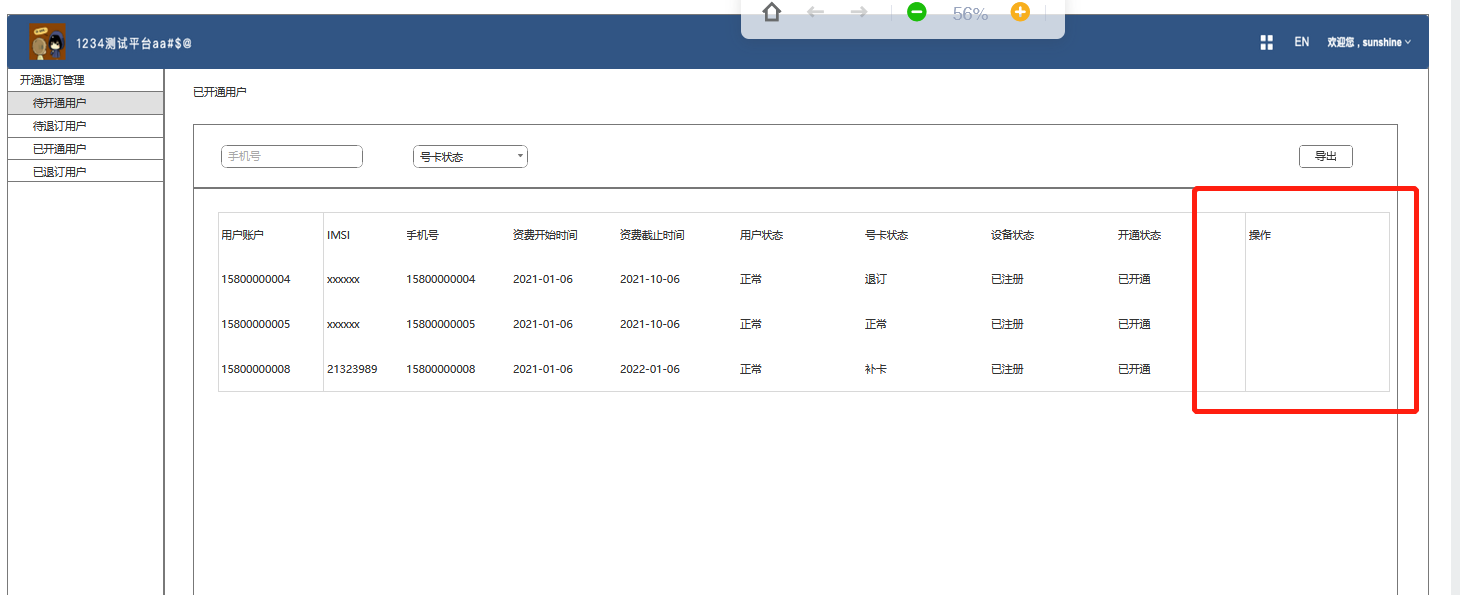 56%
1234测试平台aa#$@
EN 欢迎您，sunshine
开通退订管理
待开通用户
待退订用户
已开通用户
已退订用户
已开通用户
手机号 号卡状态 导出
用户账户 IMSI 手机号 资费开始时间 资费截止时间 用户状态 号卡状态 设备状态 开通状态 操作
15800000004 xxxxxx 15800000004 2021-01-06 2021-10-06 正常 退订 已注册 已开通
15800000005 xxxxxx 15800000005 2021-01-06 2021-10-06 正常 正常 已注册 已开通
15800000008 21323989 15800000008 2021-01-06 2022-01-06 正常 补卡 已注册 已开通